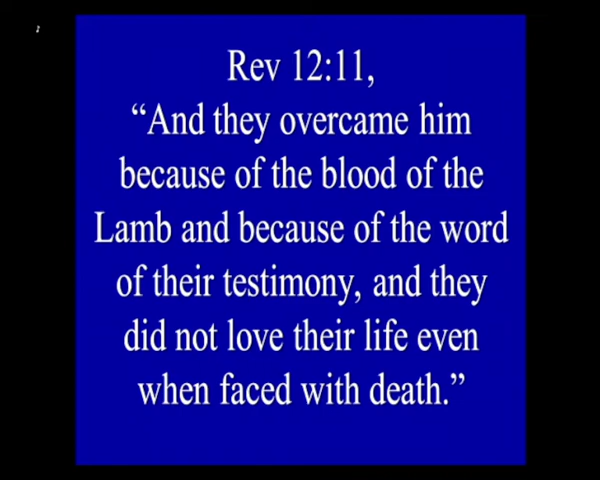 Rev 12:11,
“And they overcame him
because of the blood of the
Lamb and because of the word
of their testimony, and they
did not love their life even
when faced with death.”